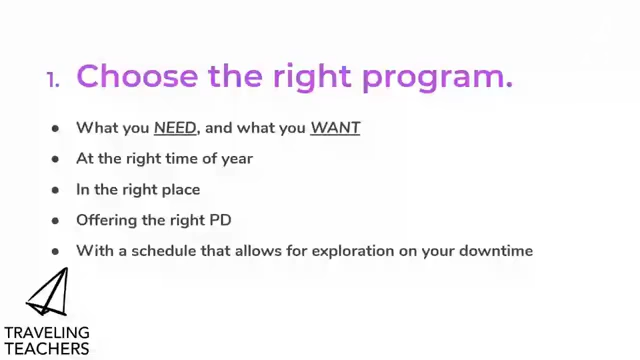 1. Choose the right program.
● What you NEED, and what you WANT
● At the right time of year
● In the right place
● Offering the right PD
● With a schedule that allows for exploration on your downtime
TRAVELING
TEACHERS